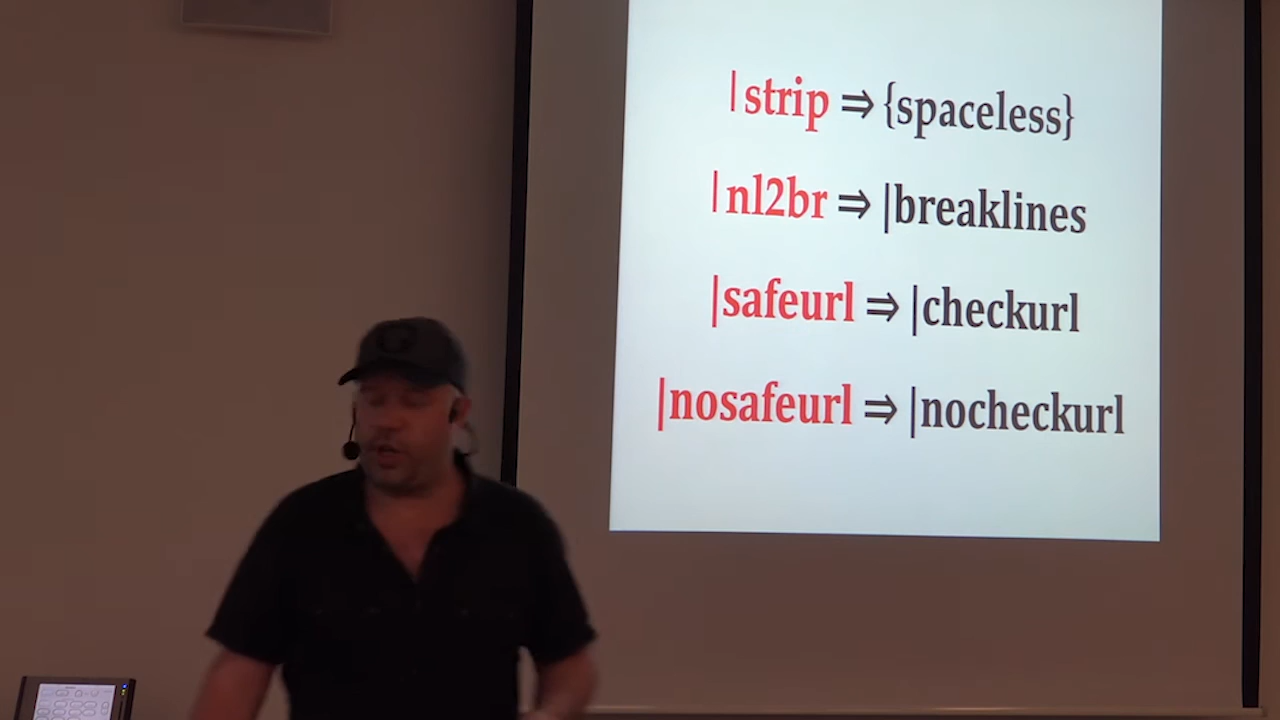 |strip ⇒ {spaceless}
|nl2br ⇒ |breaklines
|safeurl ⇒ |checkurl
|nosafeurl ⇒ |nocheckurl